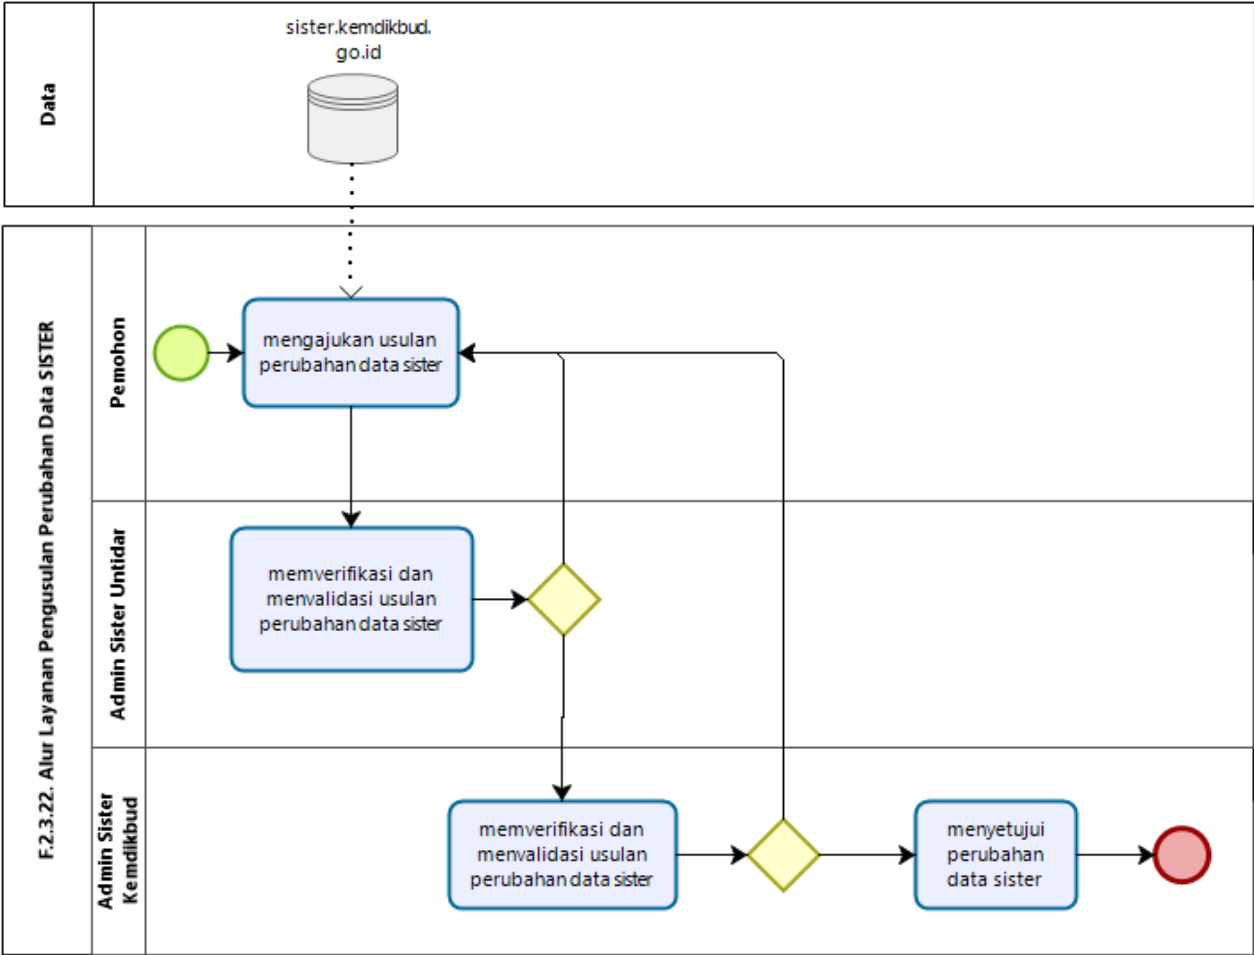 sister.kemdikbud.
go.id
Data
F.2.3.22. Alur Layanan Pengusulan Perubahan Data SISTER
Pemohon
mengajukan usulan
perubahan data sister
Admin Sister Untidar
memverifikasi dan
menvalidasi usulan
perubahan data sister
Admin Sister
Kemdikbud
memverifikasi dan
menvalidasi usulan
perubahan data sister
menyetujui
perubahan
data sister